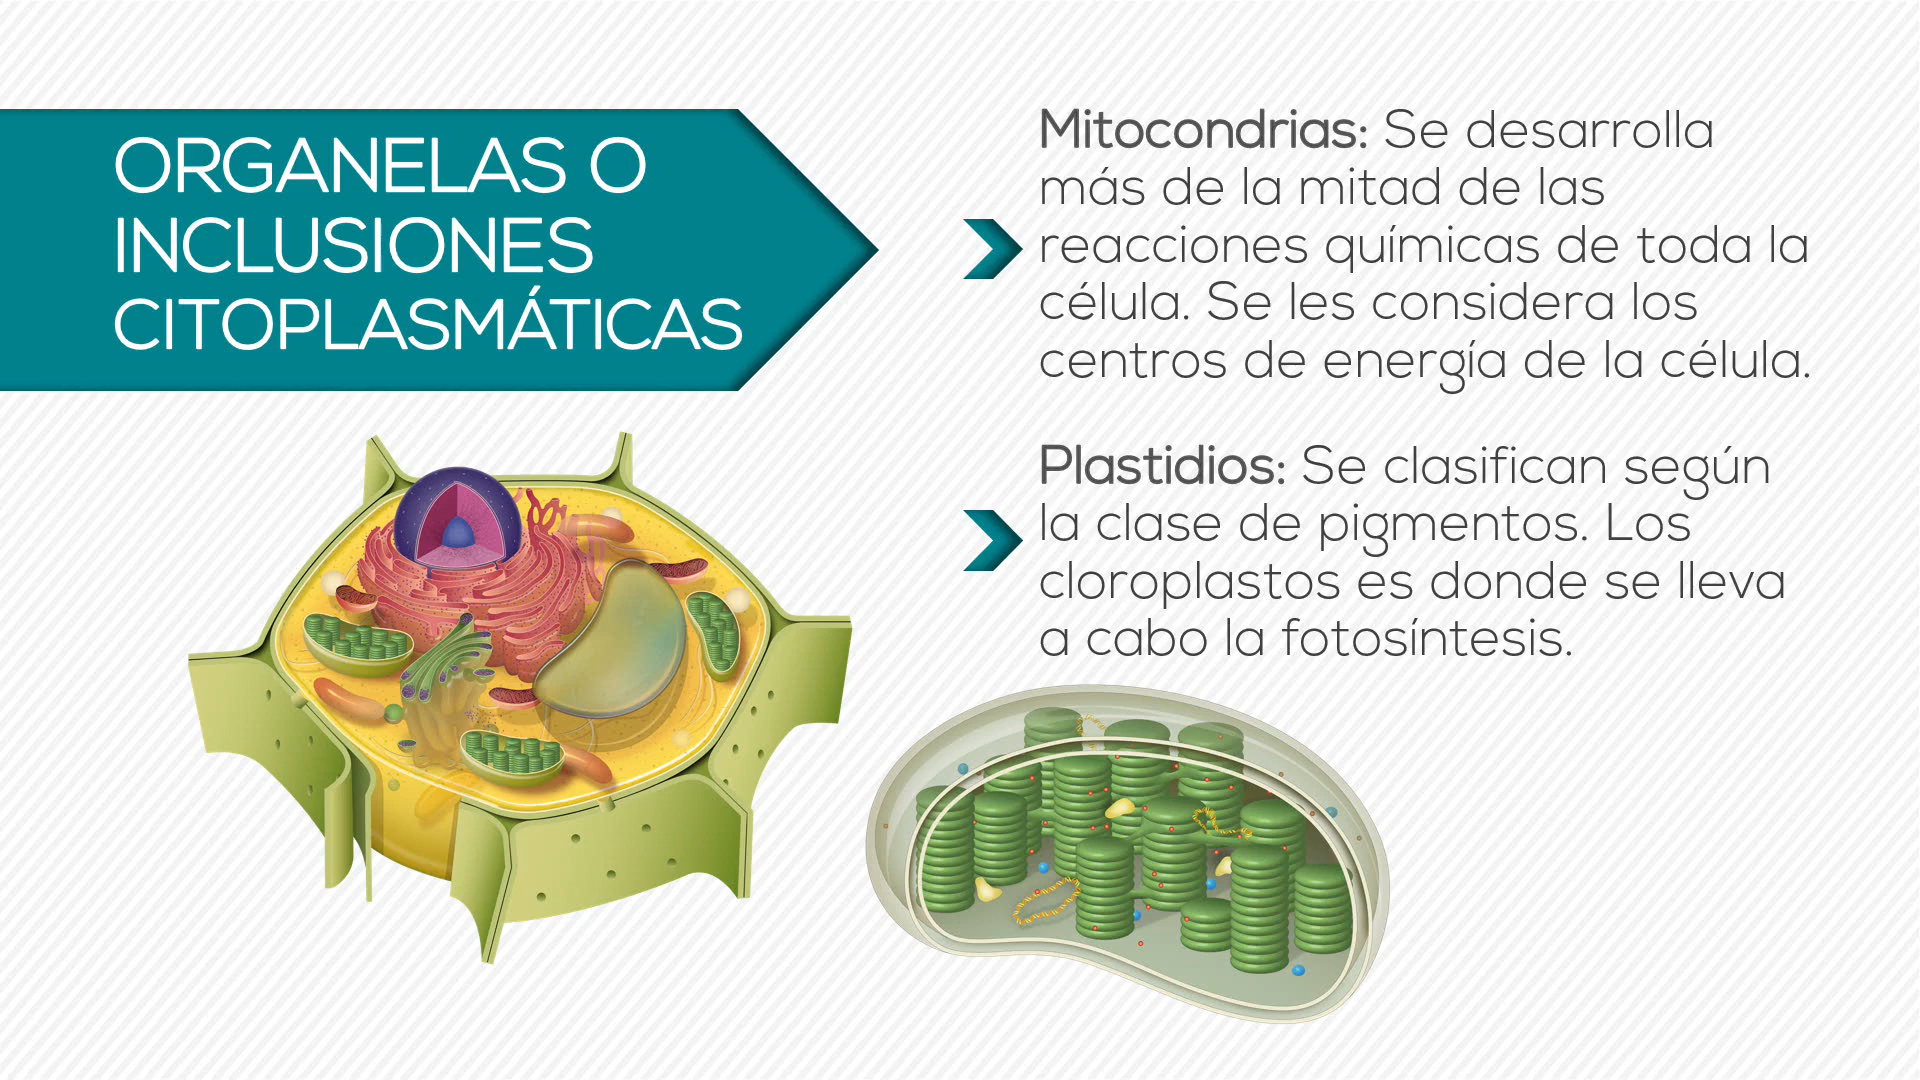 ORGANELAS O
INCLUSIONES
CITOPLASMÁTICAS
Mitocondrias: Se desarrolla
más de la mitad de las
reacciones químicas de toda la
célula. Se les considera los
centros de energía de la célula.
Plastidios: Se clasifican según
la clase de pigmentos. Los
cloroplastos es donde se lleva
a cabo la fotosíntesis.